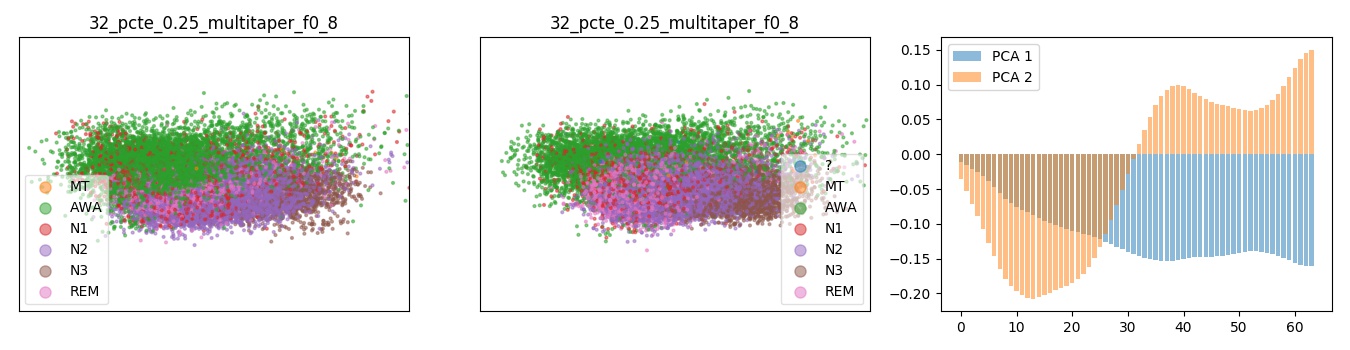 32_pcte_0.25_multitaper_f0_8
MT
AWA
N1
N2
N3
REM
32_pcte_0.25_multitaper_f0_8
?
MT
AWA
N1
N2
N3
REM
PCA 1
PCA 2
0.15
0.10
0.05
0.00
−0.05
−0.10
−0.15
−0.20
0 10 20 30 40 50 60